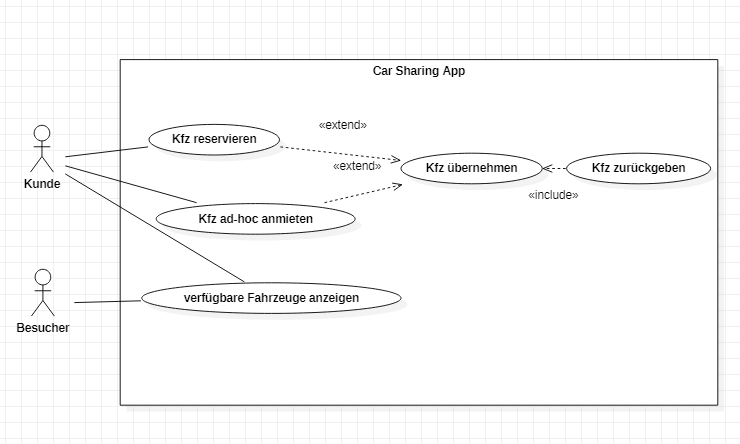 Car Sharing App
«extend»
Kfz reservieren
«extend»
Kfz übernehmen
Kfz zurückgeben
Kunde
«include»
Kfz ad-hoc anmieten
verfügbare Fahrzeuge anzeigen
Besucher